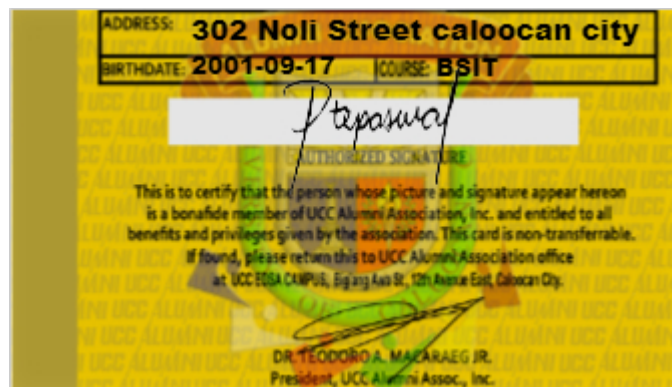 ADDRESS: 302 Noli Street caloocan city
BIRTHDATE: 2001-09-17 COURSE: BSIT
AUTHORIZED SIGNATURE
This is to certify that the person whose picture and signature appear hereon
is a bonafide member of UCC Alumni Association, Inc. and entitled to all
benefits and privileges given by the association. This card is non-transferrable.
If found, please return this to UCC Alumni Association office
at UCC EDSA CAMPUS, Biglang Awa St., 12th Avenue East, Caloocan City.
DR. TEODORO A. MACARAEG JR.
President, UCC Alumni Assoc., Inc.